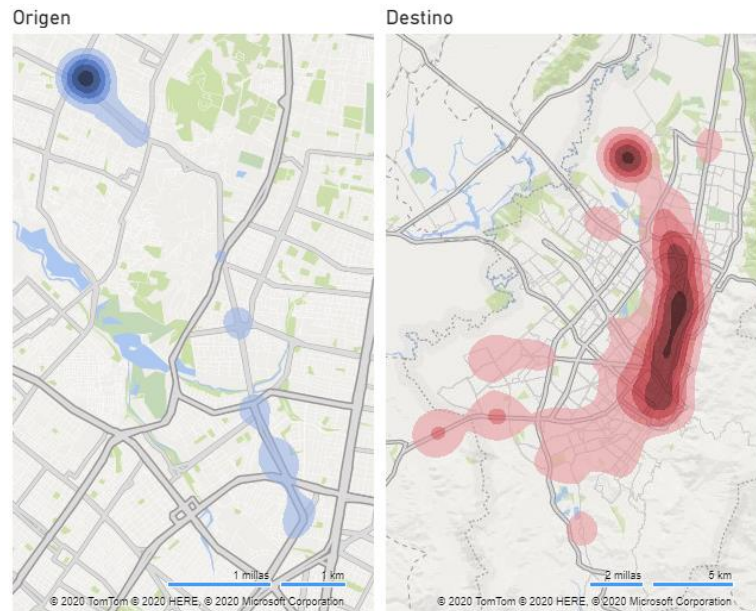 Origen
Destino
1 millas
1 km
© 2020 TomTom © 2020 HERE, © 2020 Microsoft Corporation
2 millas
5 km
© 2020 TomTom © 2020 HERE, © 2020 Microsoft Corporation